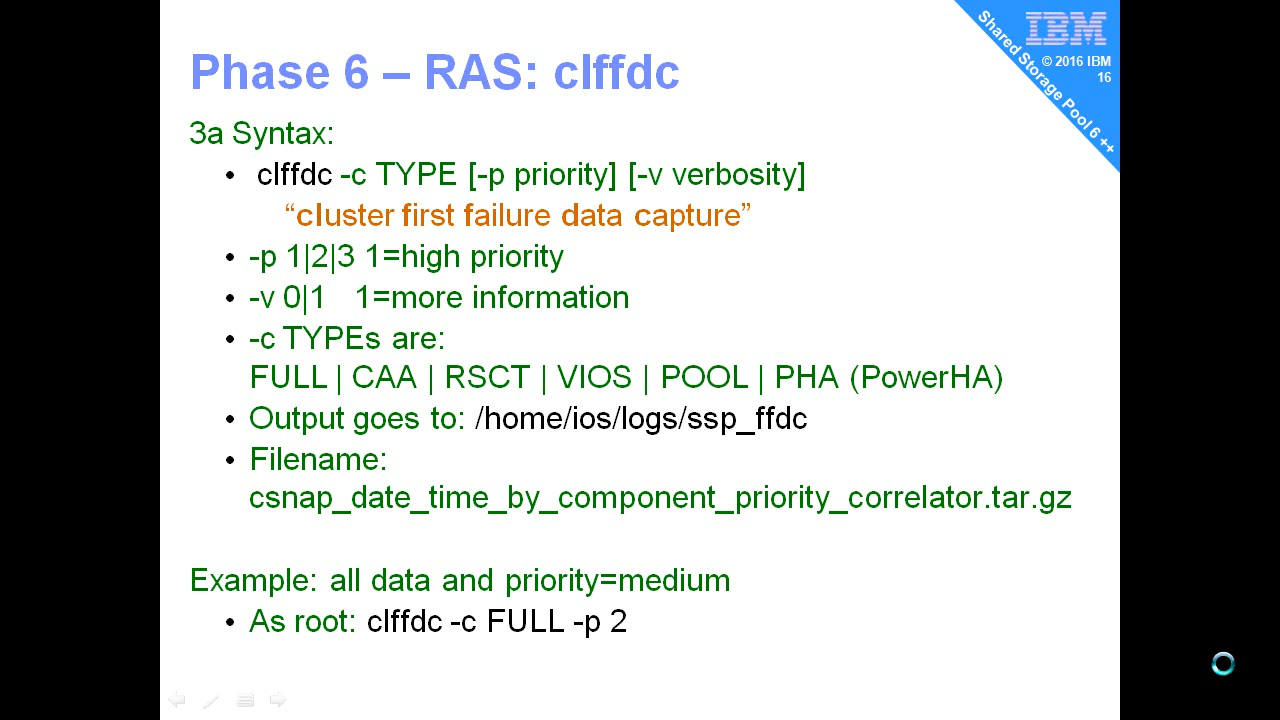 IBM
© 2016 IBM
16
Shared Storage Pool 6 ++
Phase 6 – RAS: clffdc
3a Syntax:
• clffdc -c TYPE [-p priority] [-v verbosity]
“cluster first failure data capture”
• -p 1|2|3 1=high priority
• -v 0|1 1=more information
• -c TYPEs are:
FULL | CAA | RSCT | VIOS | POOL | PHA (PowerHA)
• Output goes to: /home/ios/logs/ssp_ffdc
• Filename:
csnap_date_time_by_component_priority_correlator.tar.gz
Example: all data and priority=medium
• As root: clffdc -c FULL -p 2